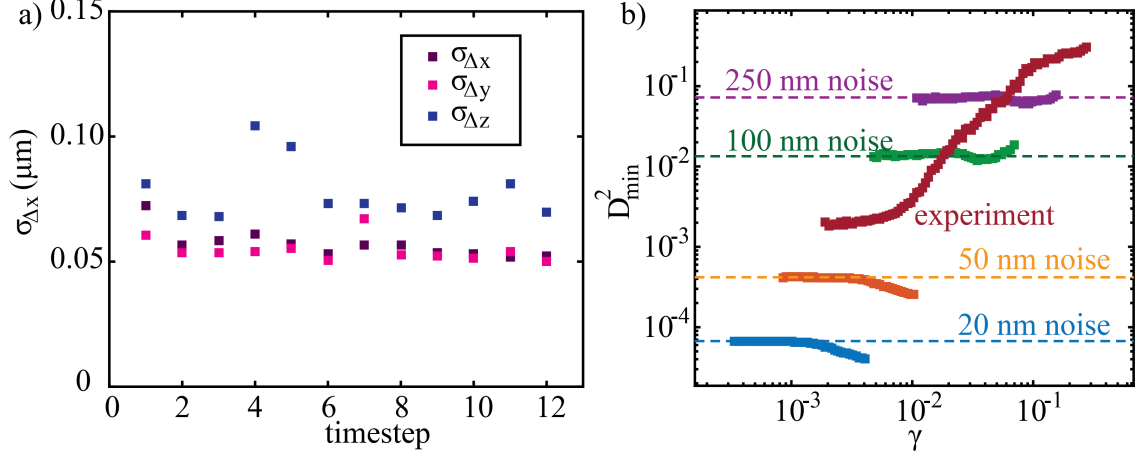 a)
σΔx (μm)
0.15
0.10
0.05
0
σΔx
σΔy
σΔz
2
4
6
8
10
12
timestep
b)
D²min
10⁻¹
10⁻²
10⁻³
10⁻⁴
250 nm noise
100 nm noise
experiment
50 nm noise
20 nm noise
10⁻³
10⁻²
10⁻¹
γ